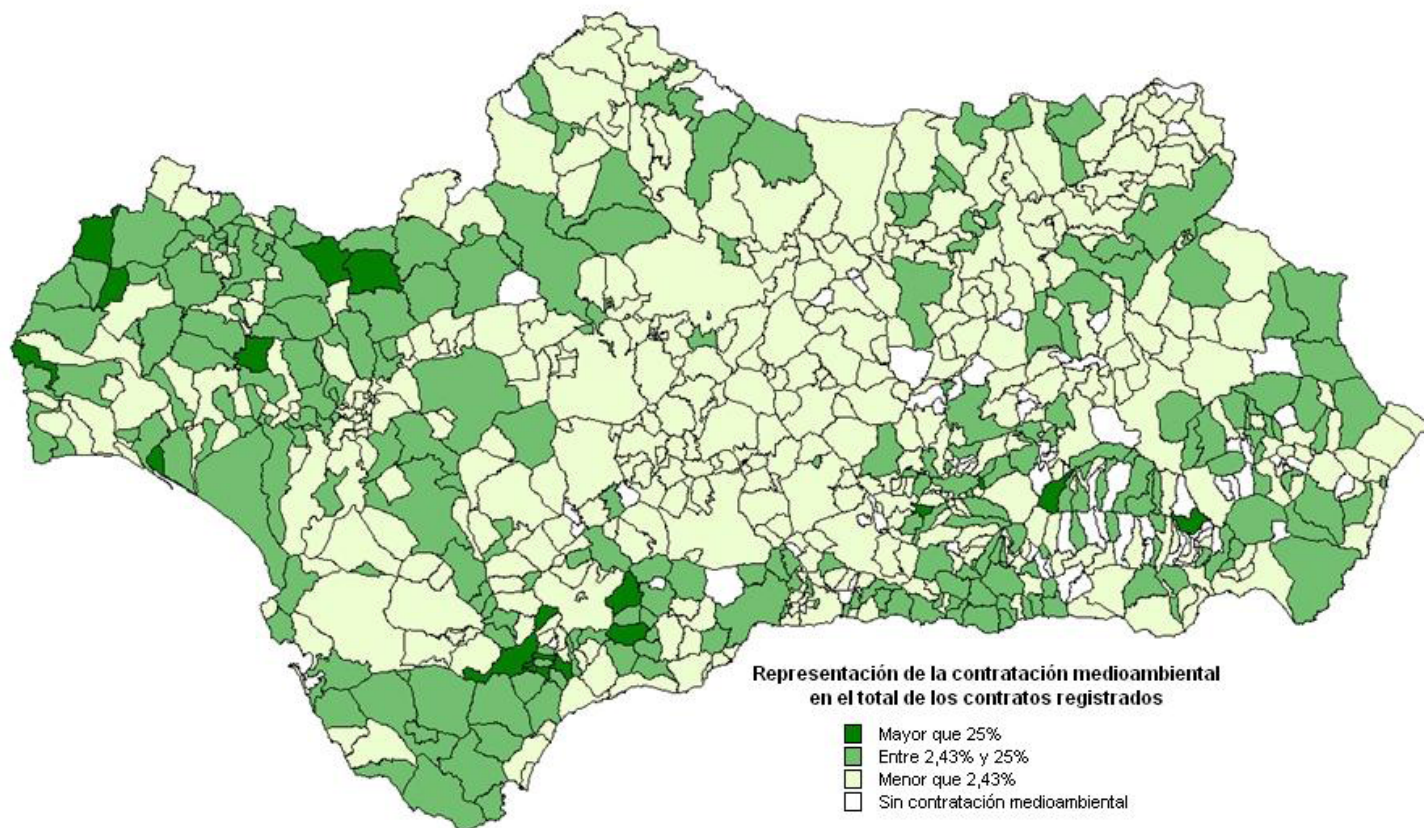 Representación de la contratación medioambiental
en el total de los contratos registrados
Mayor que 25%
Entre 2,43% y 25%
Menor que 2,43%
Sin contratación medioambiental